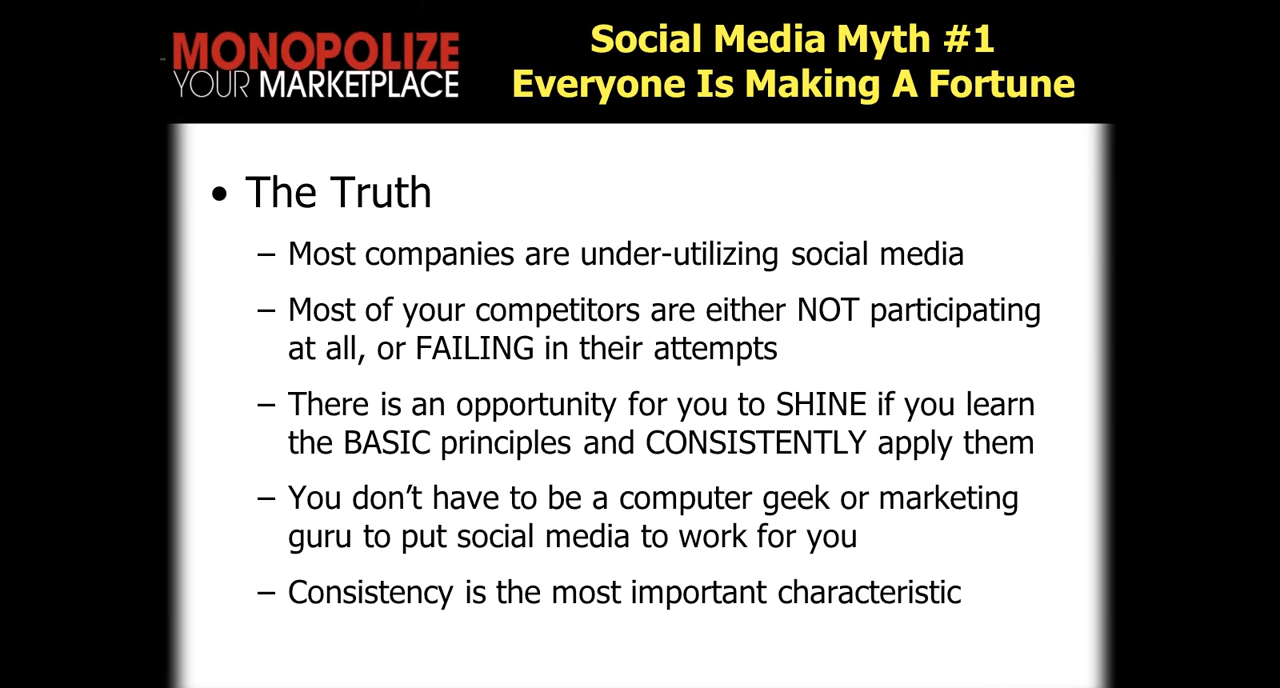 MONOPOLIZE
YOUR MARKETPLACE
Social Media Myth #1
Everyone Is Making A Fortune
• The Truth
– Most companies are under-utilizing social media
– Most of your competitors are either NOT participating
at all, or FAILING in their attempts
– There is an opportunity for you to SHINE if you learn
the BASIC principles and CONSISTENTLY apply them
– You don’t have to be a computer geek or marketing
guru to put social media to work for you
– Consistency is the most important characteristic